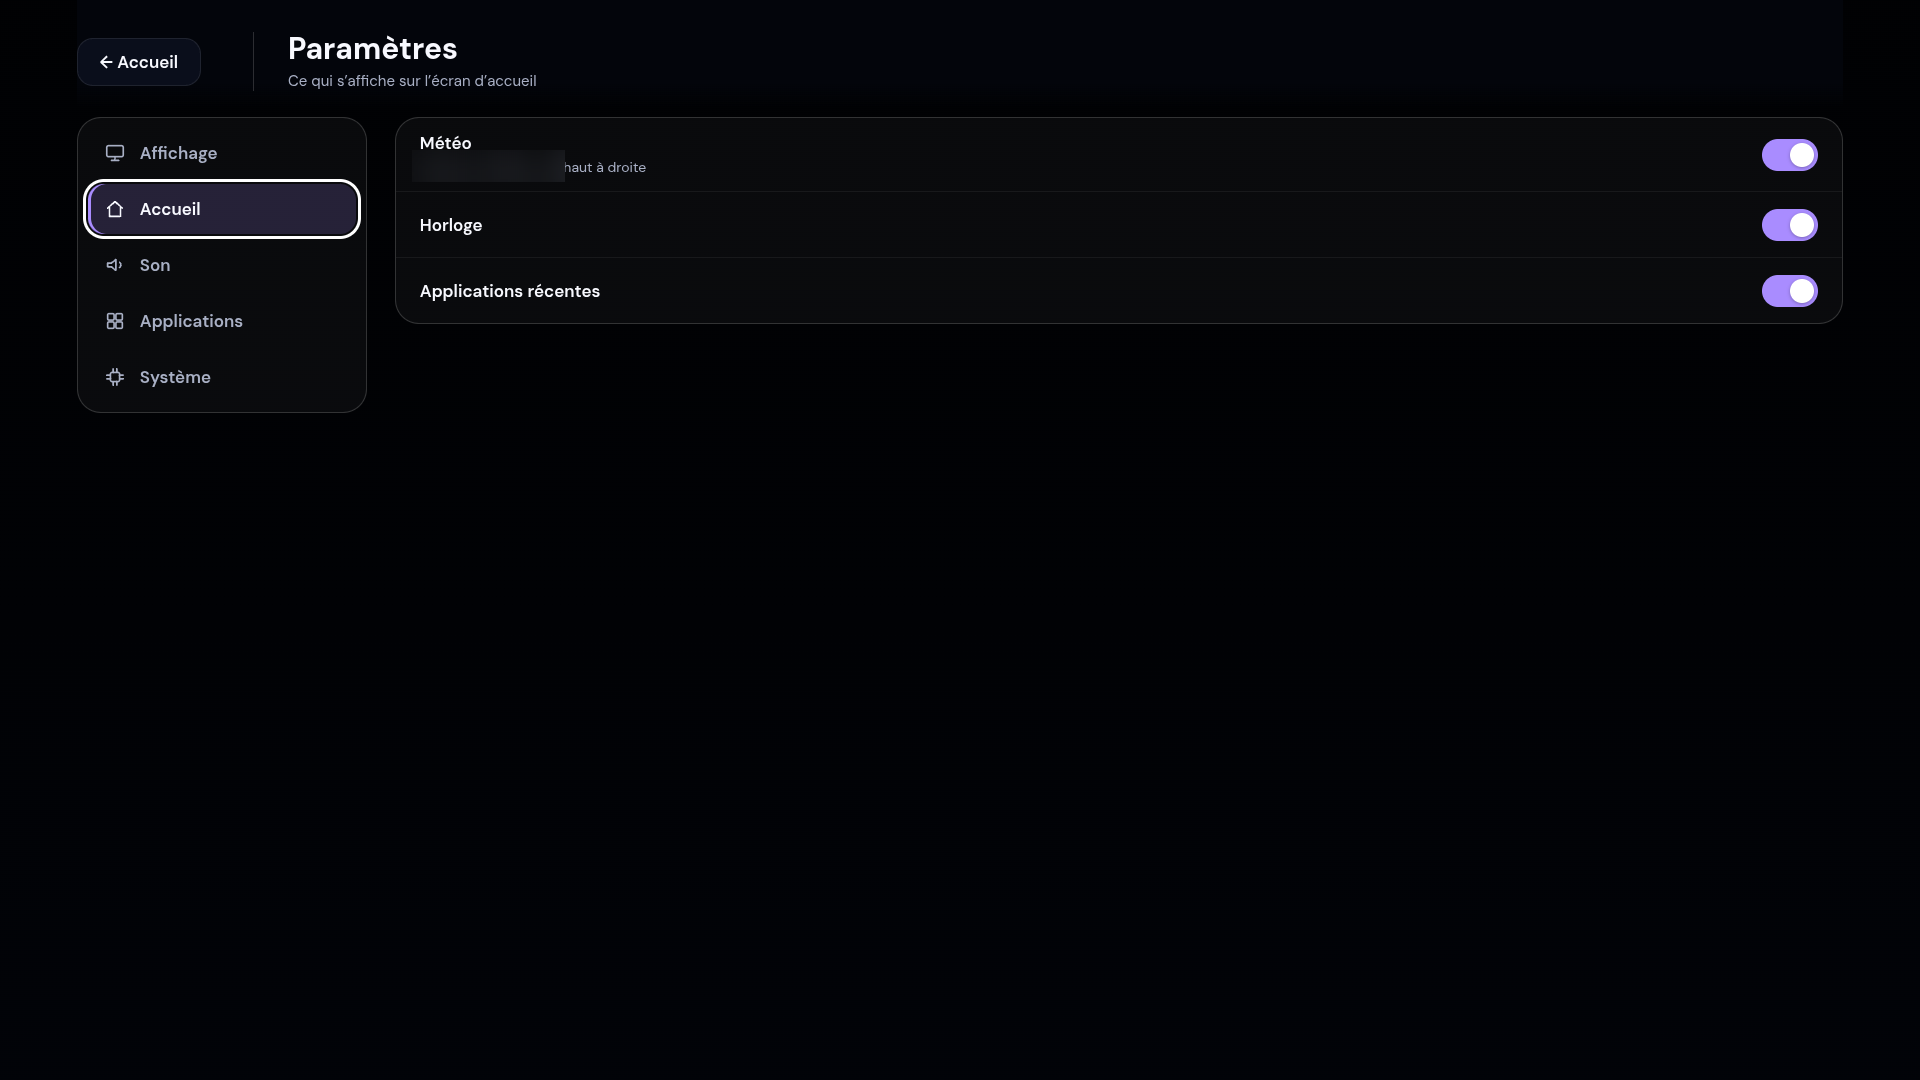 Accueil
Paramètres
Ce qui s’affiche sur l’écran d’accueil
Affichage
Accueil
Son
Applications
Système
Météo
haut à droite
Horloge
Applications récentes